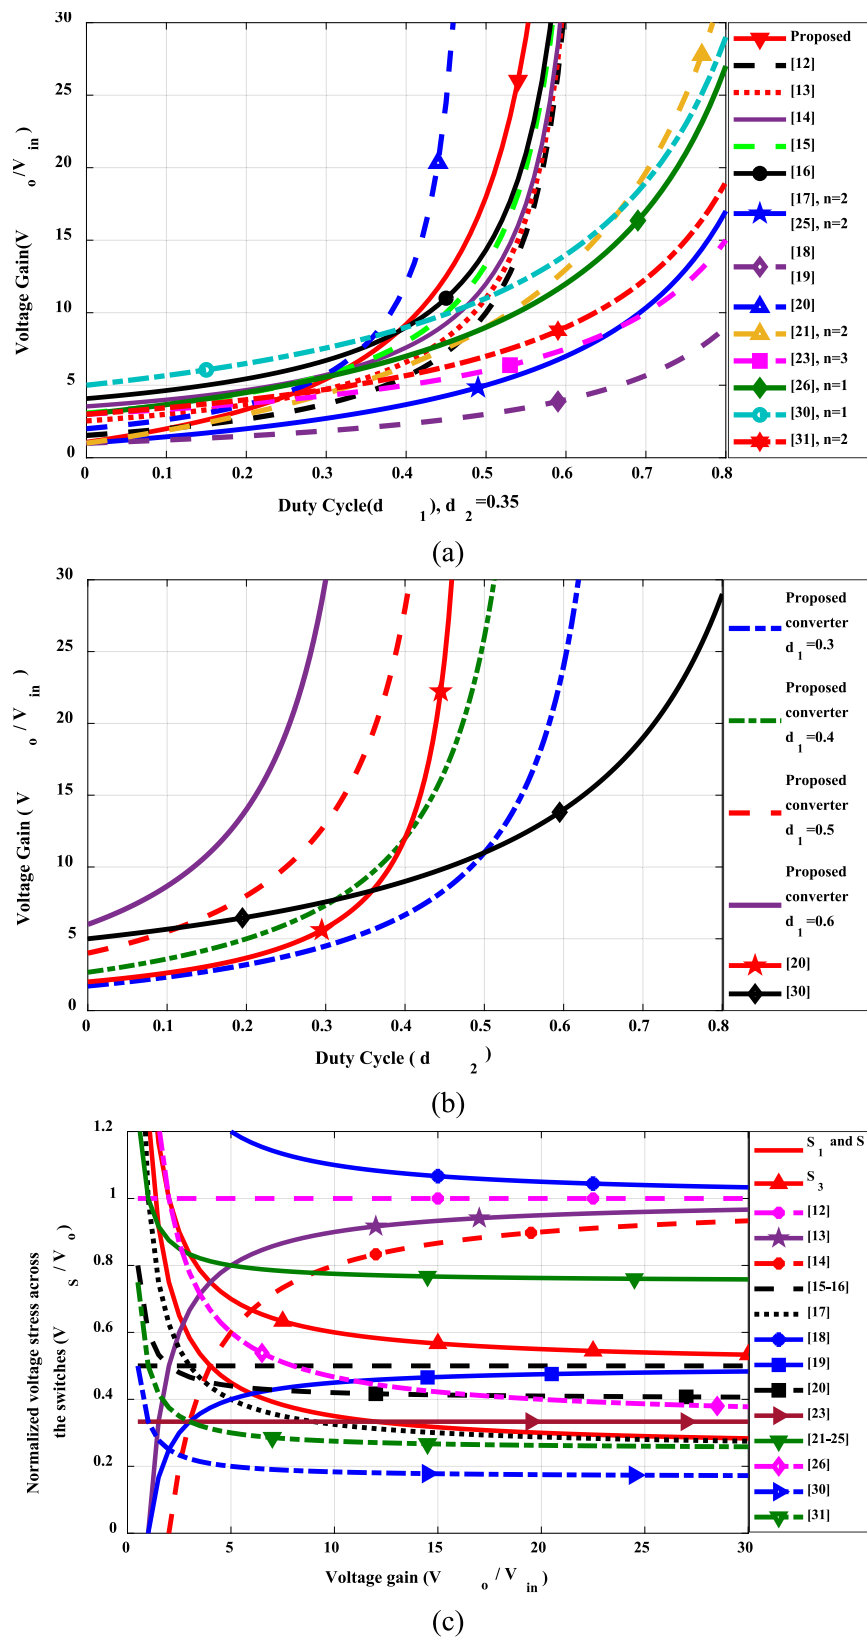 30
25
20
15
10
5
0
0
0.1
0.2
0.3
0.4
0.5
0.6
0.7
0.8
Voltage Gain(V o/V in)
Duty Cycle(d 1), d 2=0.35
Proposed
[12]
[13]
[14]
[15]
[16]
[17], n=2
[25], n=2
[18]
[19]
[20]
[21], n=2
[23], n=3
[26], n=1
[30], n=1
[31], n=2
(a)
30
25
20
15
10
5
0
0
0.1
0.2
0.3
0.4
0.5
0.6
0.7
0.8
Voltage Gain ( V o/ V in)
Duty Cycle ( d 2)
Proposed
converter
d 1=0.3
Proposed
converter
d 1=0.4
Proposed
converter
d 1=0.5
Proposed
converter
d 1=0.6
[20]
[30]
(b)
1.2
1
0.8
0.6
0.4
0.2
0
0
5
10
15
20
25
30
Normalized voltage stress across
the switches (V S/ V o)
Voltage gain (V o / V in)
S 1 and S
S 3
[12]
[13]
[14]
[15-16]
[17]
[18]
[19]
[20]
[23]
[21-25]
[26]
[30]
[31]
(c)